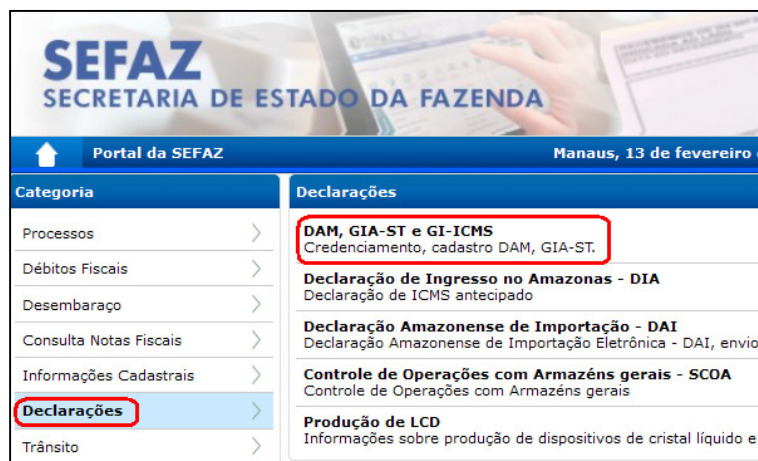 SEFAZ
SECRETARIA DE ESTADO DA FAZENDA
Portal da SEFAZ
Manaus, 13 de fevereiro
Categoria
Processos
Débitos Fiscais
Desembaraço
Consulta Notas Fiscais
Informações Cadastrais
Declarações
Trânsito
Declarações
DAM, GIA-ST e GI-ICMS
Credenciamento, cadastro DAM, GIA-ST.
Declaração de Ingresso no Amazonas - DIA
Declaração de ICMS antecipado
Declaração Amazonense de Importação - DAI
Declaração Amazonense de Importação Eletrônica - DAI, envio
Controle de Operações com Armazéns gerais - SCOA
Controle de Operações com Armazéns gerais
Produção de LCD
Informações sobre produção de dispositivos de cristal líquido e